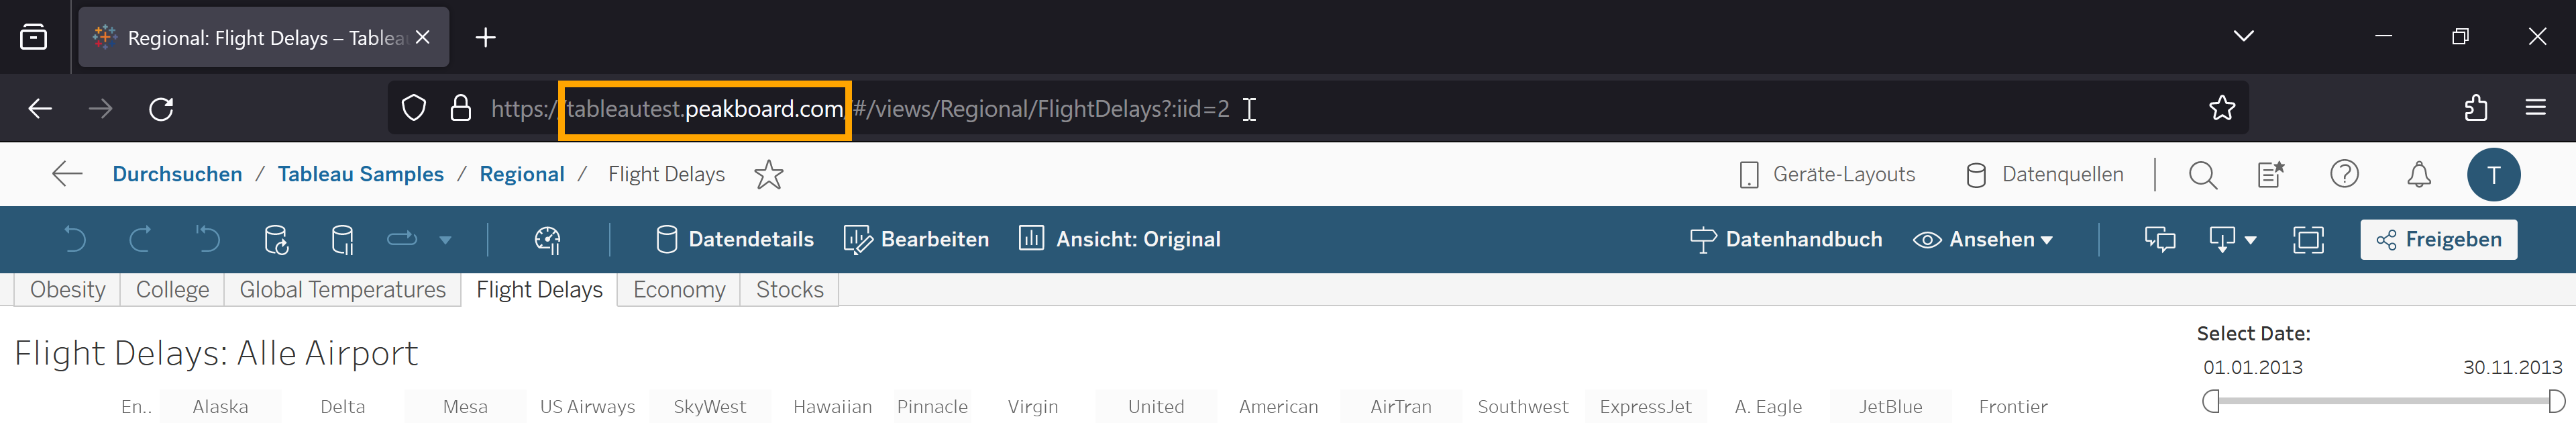 Regional: Flight Delays – Tablea
https://tableautest.peakboard.com/#/views/Regional/FlightDelays?:iid=2
Durchsuchen / Tableau Samples / Regional / Flight Delays
Geräte-Layouts Datenquellen T
Datendetails Bearbeiten Ansicht: Original Datenhandbuch Ansehen Freigeben
Obesity College Global Temperatures Flight Delays Economy Stocks
Flight Delays: Alle Airport
Select Date:
01.01.2013 30.11.2013
En.. Alaska Delta Mesa US Airways SkyWest Hawaiian Pinnacle Virgin United American AirTran Southwest ExpressJet A. Eagle JetBlue Frontier